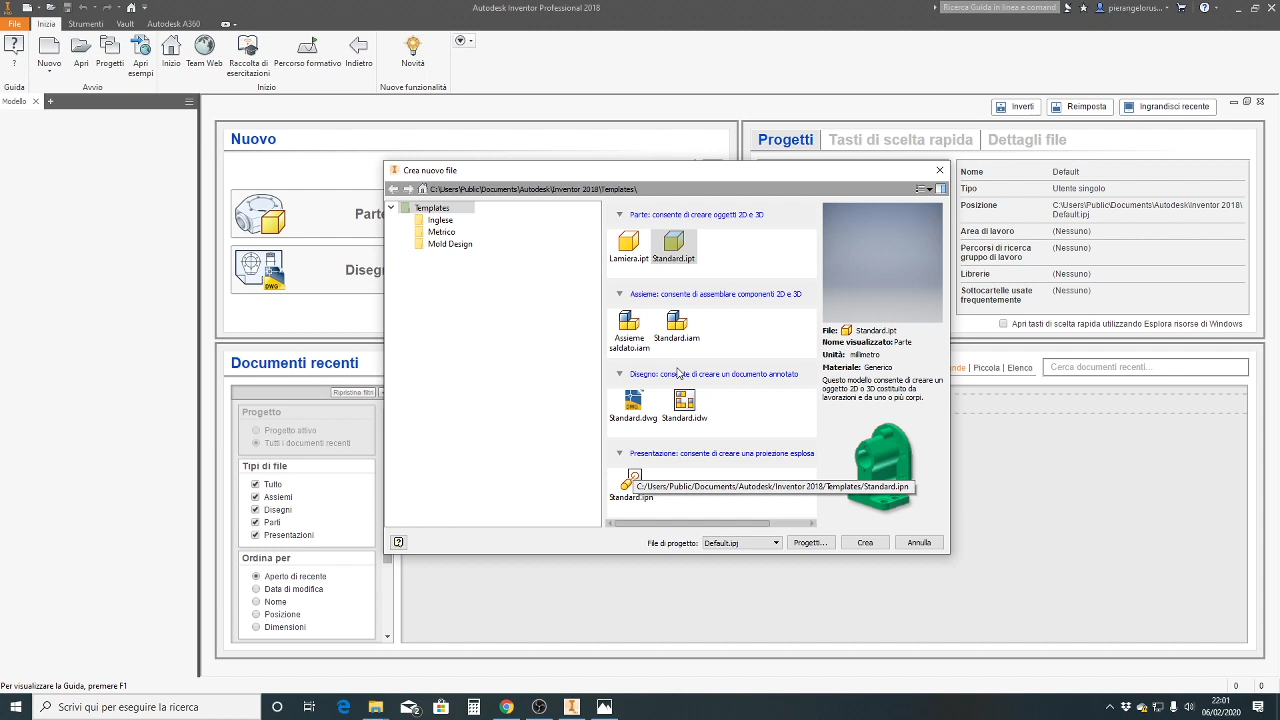 Autodesk Inventor Professional 2018
Ricerca Guida in linea e comand
pierangelorus...
File
Inizia
Strumenti
Vault
Autodesk A360
?
Nuovo
Apri
Progetti
Apri
esempi
Inizio
Team Web
Raccolta di
esercitazioni
Percorso formativo
Indietro
Novità
Guida
Avvio
Inizio
Nuove funzionalità
Modello
Inverti
Reimposta
Ingrandisci recente
Nuovo
Progetti
Tasti di scelta rapida
Dettagli file
Crea nuovo file
C:\Users\Public\Documents\Autodesk\Inventor 2018\Templates\
Templates
Inglese
Metrico
Mold Design
Parte: consente di creare oggetti 2D e 3D
Lamiera.ipt
Standard.ipt
Assieme: consente di assemblare componenti 2D e 3D
Assieme
saldato.iam
Standard.iam
Disegno: consente di creare un documento annotato
Standard.dwg
Standard.idw
Presentazione: consente di creare una proiezione esplosa
Standard.ipn
C:/Users/Public/Documents/Autodesk/Inventor 2018/Templates/Standard.ipn
File: Standard.ipt
Nome visualizzato: Parte
Unità: millimetro
Materiale: Generico
Questo modello consente di creare un
oggetto 2D o 3D costituito da
lavorazioni e da uno o più corpi.
File di progetto:
Default.ipj
Progetti...
Crea
Annulla
Parte
Disegn
DWG
Nome Default
Tipo Utente singolo
Posizione C:\Users\Public\Documents\Autodesk\Inventor 2018\
Default.ipj
Area di lavoro (Nessuno)
Percorsi di ricerca (Nessuno)
gruppo di lavoro
Librerie (Nessuno)
Sottocartelle usate (Nessuno)
frequentemente
Apri tasti di scelta rapida utilizzando Esplora risorse di Windows
Documenti recenti
nde | Piccola | Elenco
Cerca documenti recenti...
Ripristina filtri
Progetto
Progetto attivo
Tutti i documenti recenti
Tipi di file
Tutto
Assiemi
Disegni
Parti
Presentazioni
Ordina per
Aperto di recente
Data di modifica
Nome
Posizione
Dimensioni
Per visualizzare la Guida, premere F1
0
0
Scrivi qui per eseguire la ricerca
2
22:01
06/02/2020